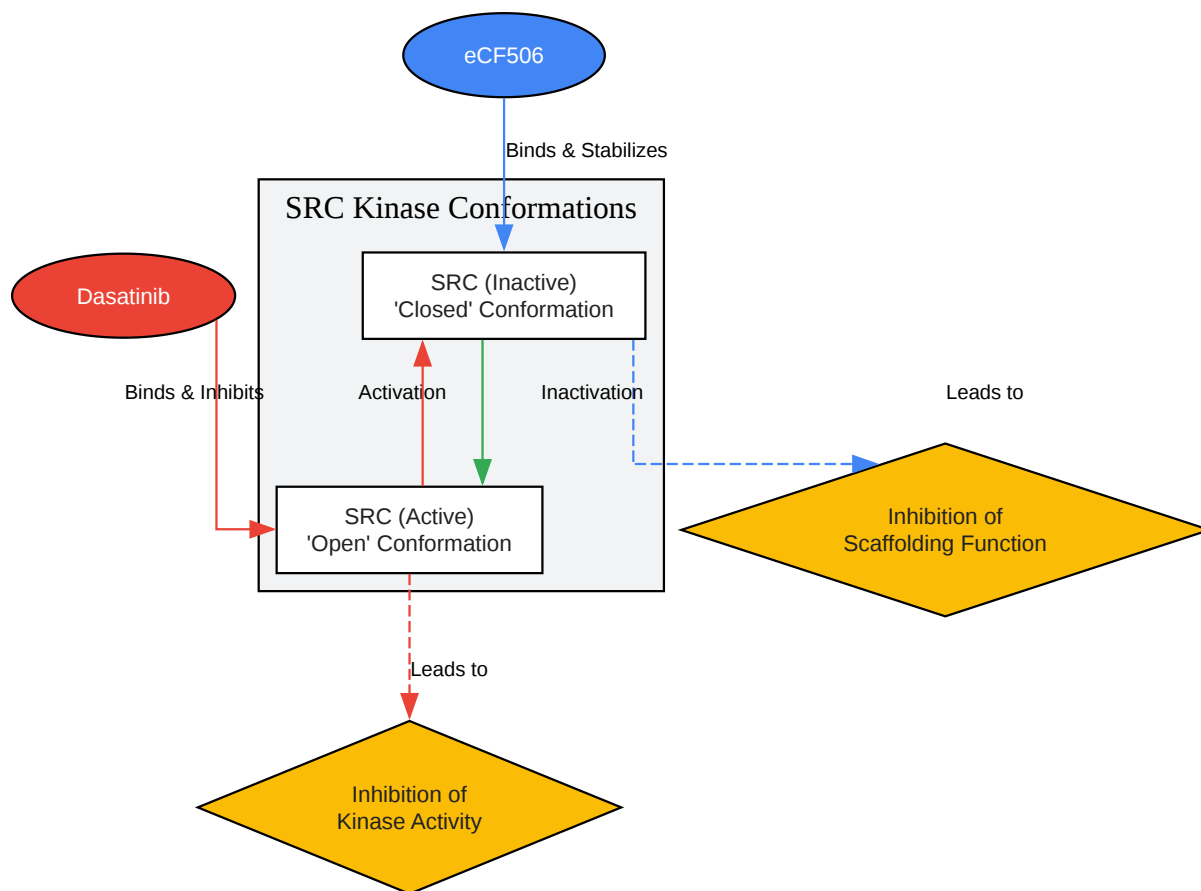 eCF506
Binds & Stabilizes
SRC Kinase Conformations
SRC (Inactive)
'Closed' Conformation
Dasatinib
Binds & Inhibits
Activation
Inactivation
Leads to
SRC (Active)
'Open' Conformation
Inhibition of
Scaffolding Function
Leads to
Inhibition of
Kinase Activity